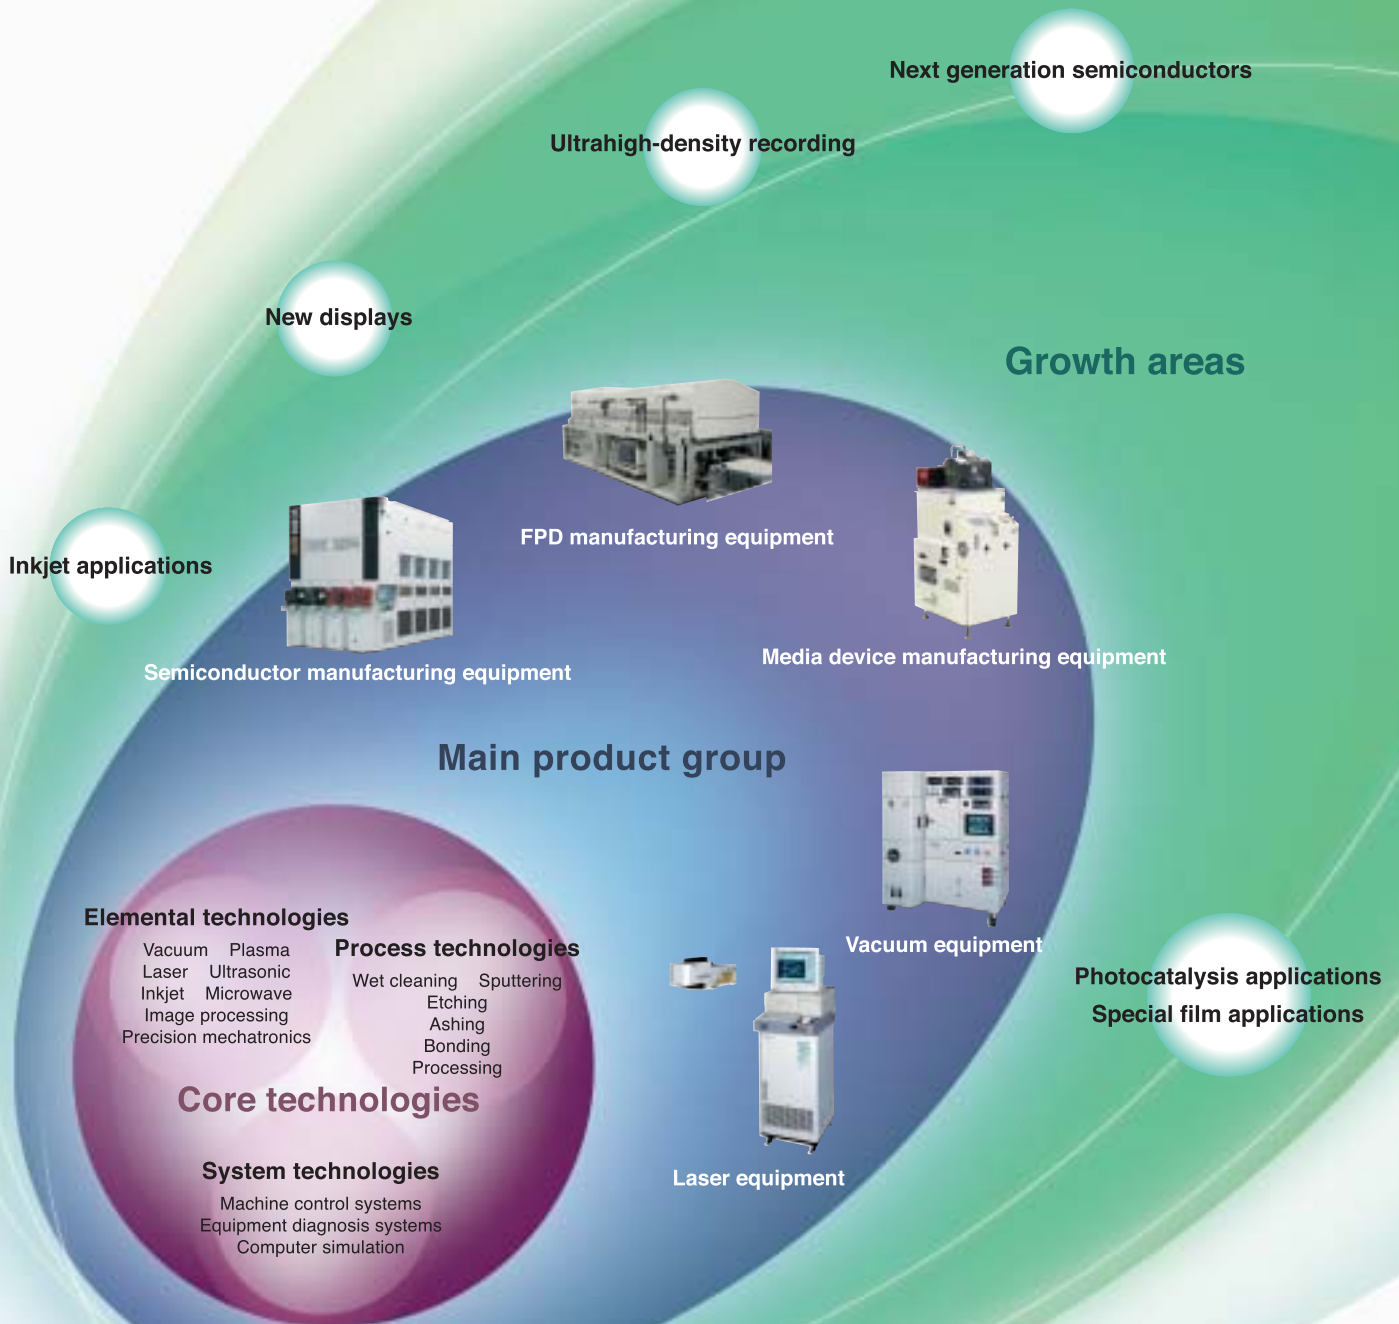 Next generation semiconductors
Ultrahigh-density recording
New displays
Growth areas
FPD manufacturing equipment
Inkjet applications
Media device manufacturing equipment
Semiconductor manufacturing equipment
Main product group
Vacuum equipment
Photocatalysis applications
Special film applications
Laser equipment
Elemental technologies
Vacuum Plasma
Laser Ultrasonic
Inkjet Microwave
Image processing
Precision mechatronics
Process technologies
Wet cleaning Sputtering
Etching
Ashing
Bonding
Processing
Core technologies
System technologies
Machine control systems
Equipment diagnosis systems
Computer simulation